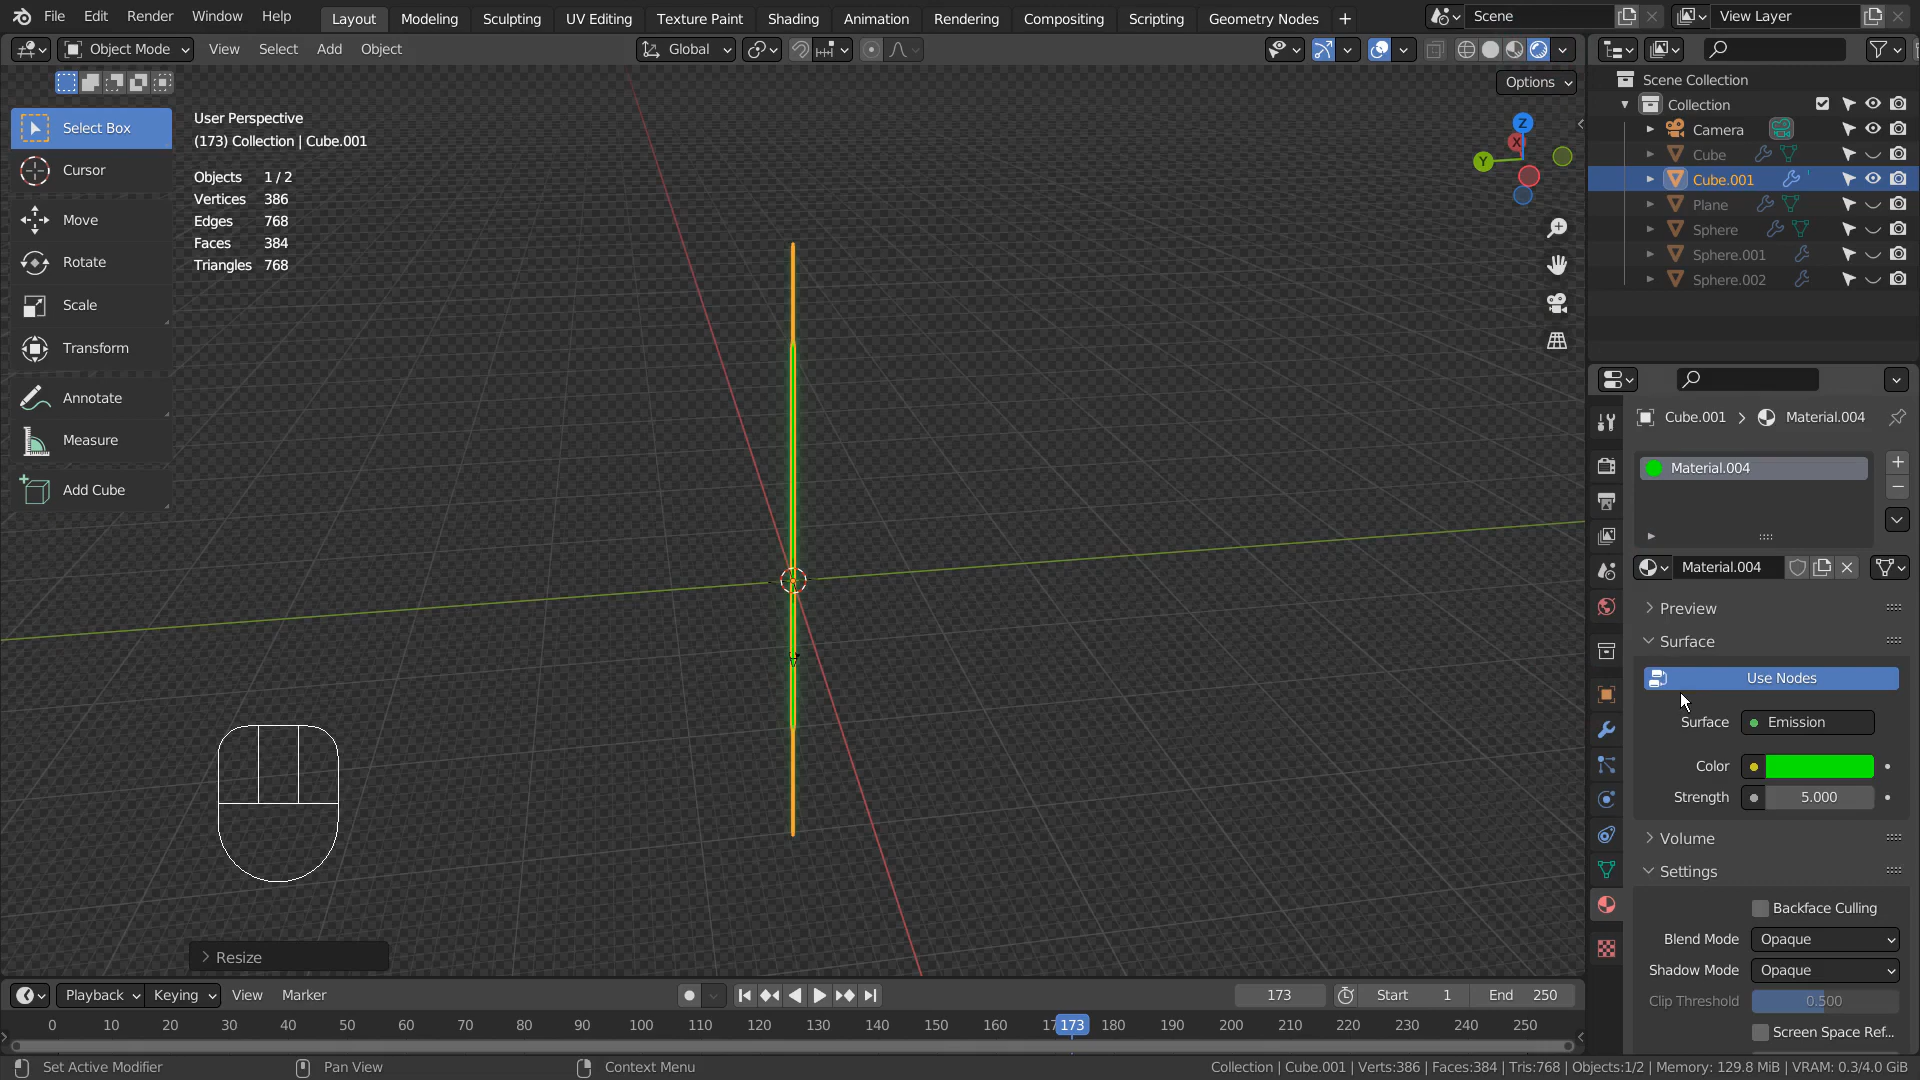 File Edit Render Window Help Layout Modeling Sculpting UV Editing Texture Paint Shading Animation Rendering Compositing Scripting Geometry Nodes + Scene View Layer
Object Mode View Select Add Object Global
Options
Select Box
Cursor
Move
Rotate
Scale
Transform
Annotate
Measure
Add Cube
User Perspective
(173) Collection | Cube.001
Objects 1 / 2
Vertices 386
Edges 768
Faces 384
Triangles 768
Z
X
Y
Scene Collection
Collection
Camera
Cube
Cube.001
Plane
Sphere
Sphere.001
Sphere.002
Cube.001 > Material.004
Material.004
Material.004
Preview
Surface
Use Nodes
Surface Emission
Color
Strength 5.000
Volume
Settings
Backface Culling
Blend Mode Opaque
Shadow Mode Opaque
Clip Threshold 0.500
Screen Space Ref...
Resize
Playback Keying View Marker 173 Start 1 End 250
0 10 20 30 40 50 60 70 80 90 100 110 120 130 140 150 160 17 173 180 190 200 210 220 230 240 250
Set Active Modifier Pan View Context Menu Collection | Cube.001 | Verts:386 | Faces:384 | Tris:768 | Objects:1/2 | Memory: 129.8 MiB | VRAM: 0.3/4.0 GiB